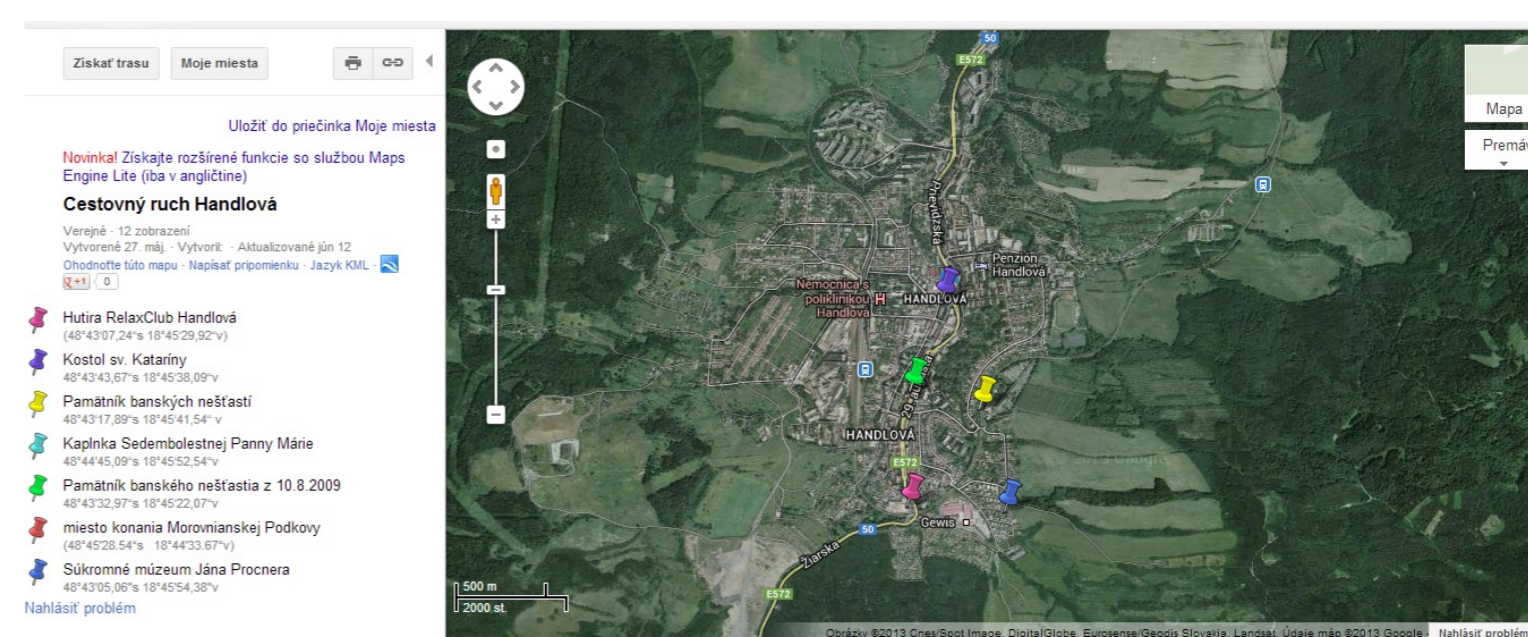 Získať trasu
Moje miesta
Uložiť do priečinka Moje miesta
Novinka! Získajte rozšírené funkcie so službou Maps
Engine Lite (iba v angličtine)
Cestovný ruch Handlová
Verejné · 12 zobrazení
Vytvorené 27. máj. · Vytvoril: · Aktualizované jún 12
Ohodnoťte túto mapu · Napísať pripomienku · Jazyk KML ·
+1 0
Hutira RelaxClub Handlová
(48°43'07,24"s 18°45'29,92"v)
Kostol sv. Kataríny
48°43'43,67"s 18°45'38,09"v
Pamätník banských nešťastí
48°43'17,89"s 18°45'41,54" v
Kaplnka Sedembolestnej Panny Márie
48°44'45,09"s 18°45'52,54"v
Pamätník banského nešťastia z 10.8.2009
48°43'32,97"s 18°45'22,07"v
miesto konania Morovnianskej Podkovy
(48°45'28.54"s 18°44'33.67"v)
Súkromné múzeum Jána Procnera
48°43'05,06"s 18°45'54,38"v
Nahlásiť problém
50
E572
Mapa
Premáv
Prievidzská
Penzión
Handlová
Nemocnica s
poliklinikou
Handlová
H
HANDLOVÁ
29. augusta
HANDLOVÁ
E572
Gewis
50
Žiarska
E572
500 m
2000 st.
Obrázky ©2013 Cnes/Spot Image, DigitalGlobe, Eurosense/Geodis Slovakia, Landsat, Údaje máp ©2013 Google -
Nahlásiť problém